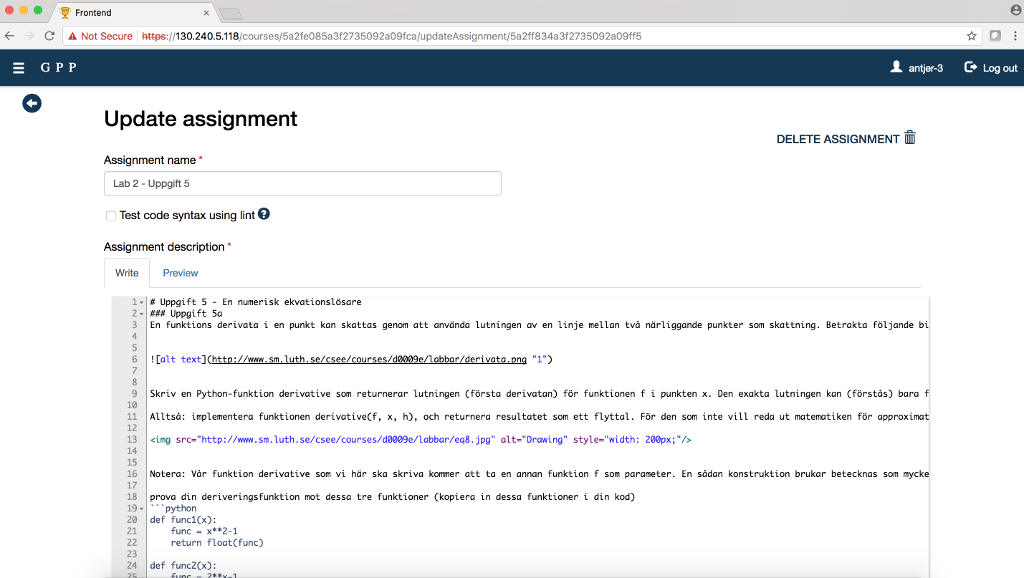 Frontend
Not Secure https://130.240.5.118/courses/5a2fe085a3f2735092a09fca/updateAssignment/5a2ff834a3f2735092a09ff5
G P P
antjer-3
Log out
Update assignment
DELETE ASSIGNMENT
Assignment name *
Lab 2 - Uppgift 5
Test code syntax using lint ?
Assignment description *
Write Preview
1 # Uppgift 5 - En numerisk ekvationslösare
2 ### Uppgift 5a
3 En funktions derivata i en punkt kan skattas genom att använda lutningen av en linje mellan två närliggande punkter som skattning. Betrakta följande bi
4
5
6 ![alt text](http://www.sm.luth.se/csee/courses/d0009e/labbar/derivata.png "1")
7
8
9 Skriv en Python-funktion derivative som returnerar lutningen (första derivatan) för funktionen f i punkten x. Den exakta lutningen kan (förstås) bara f
10
11 Alltså: implementera funktionen derivative(f, x, h), och returnera resultatet som ett flyttal. För den som inte vill reda ut matematiken för approximat
12
13 <img src="http://www.sm.luth.se/csee/courses/d0009e/labbar/eq8.jpg" alt="Drawing" style="width: 200px;"/>
14
15
16 Notera: Vår funktion derivative som vi här ska skriva kommer att ta en annan funktion f som parameter. En sådan konstruktion brukar betecknas som mycke
17
18 prova din deriveringsfunktion mot dessa tre funktioner (kopiera in dessa funktioner i din kod)
19 ```python
20 def func1(x):
21 func = x**2-1
22 return float(func)
23
24 def func2(x):
25 func = 2**x-1